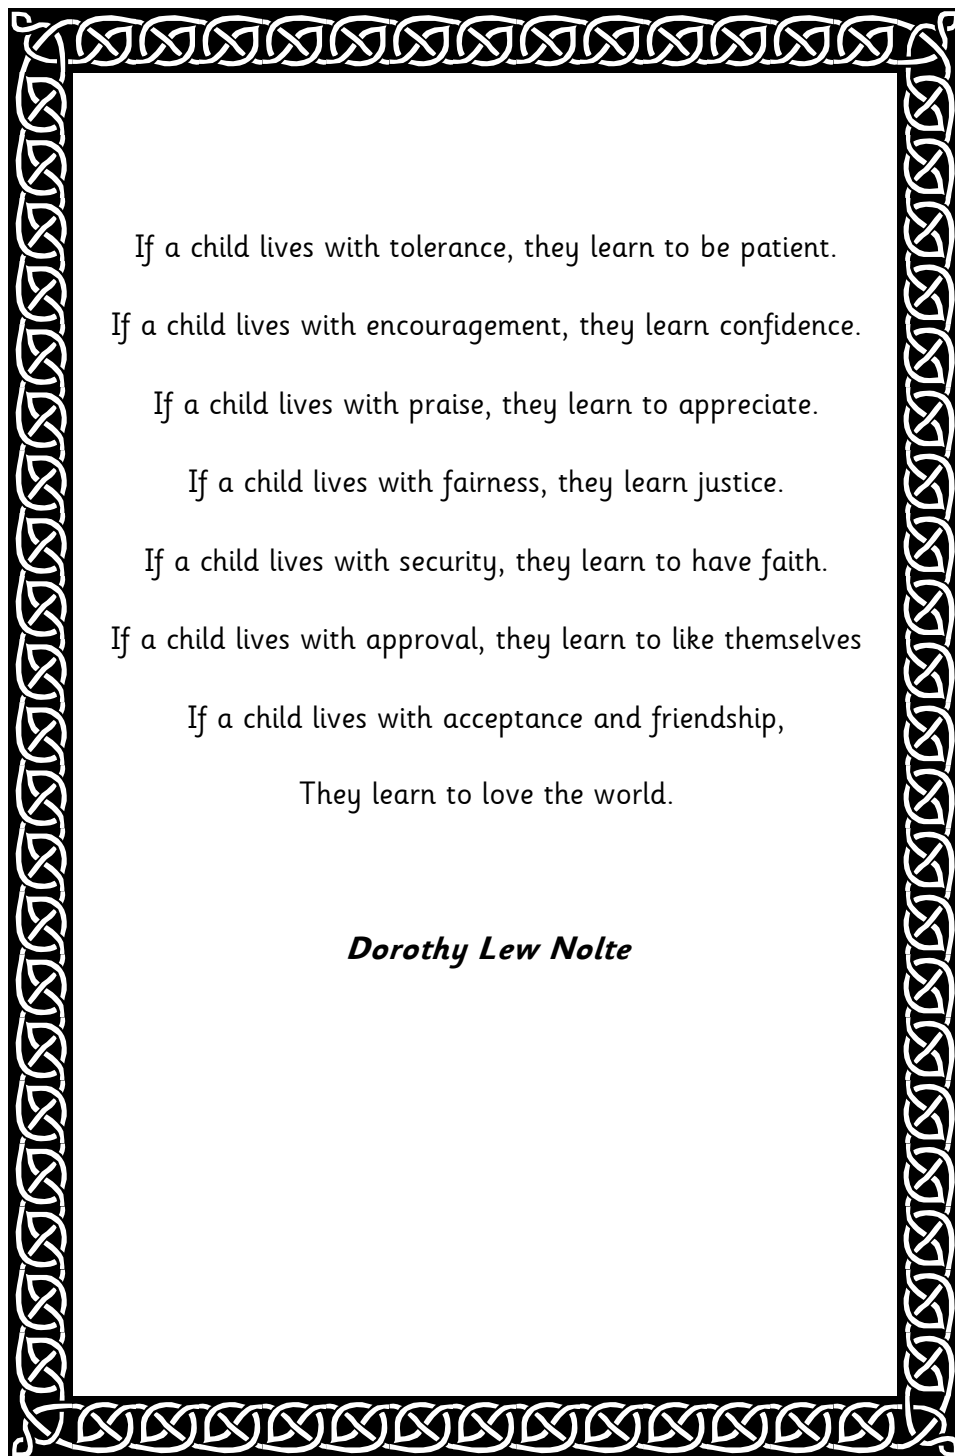 If a child lives with tolerance, they learn to be patient.
If a child lives with encouragement, they learn confidence.
If a child lives with praise, they learn to appreciate.
If a child lives with fairness, they learn justice.
If a child lives with security, they learn to have faith.
If a child lives with approval, they learn to like themselves
If a child lives with acceptance and friendship,
They learn to love the world.
Dorothy Lew Nolte